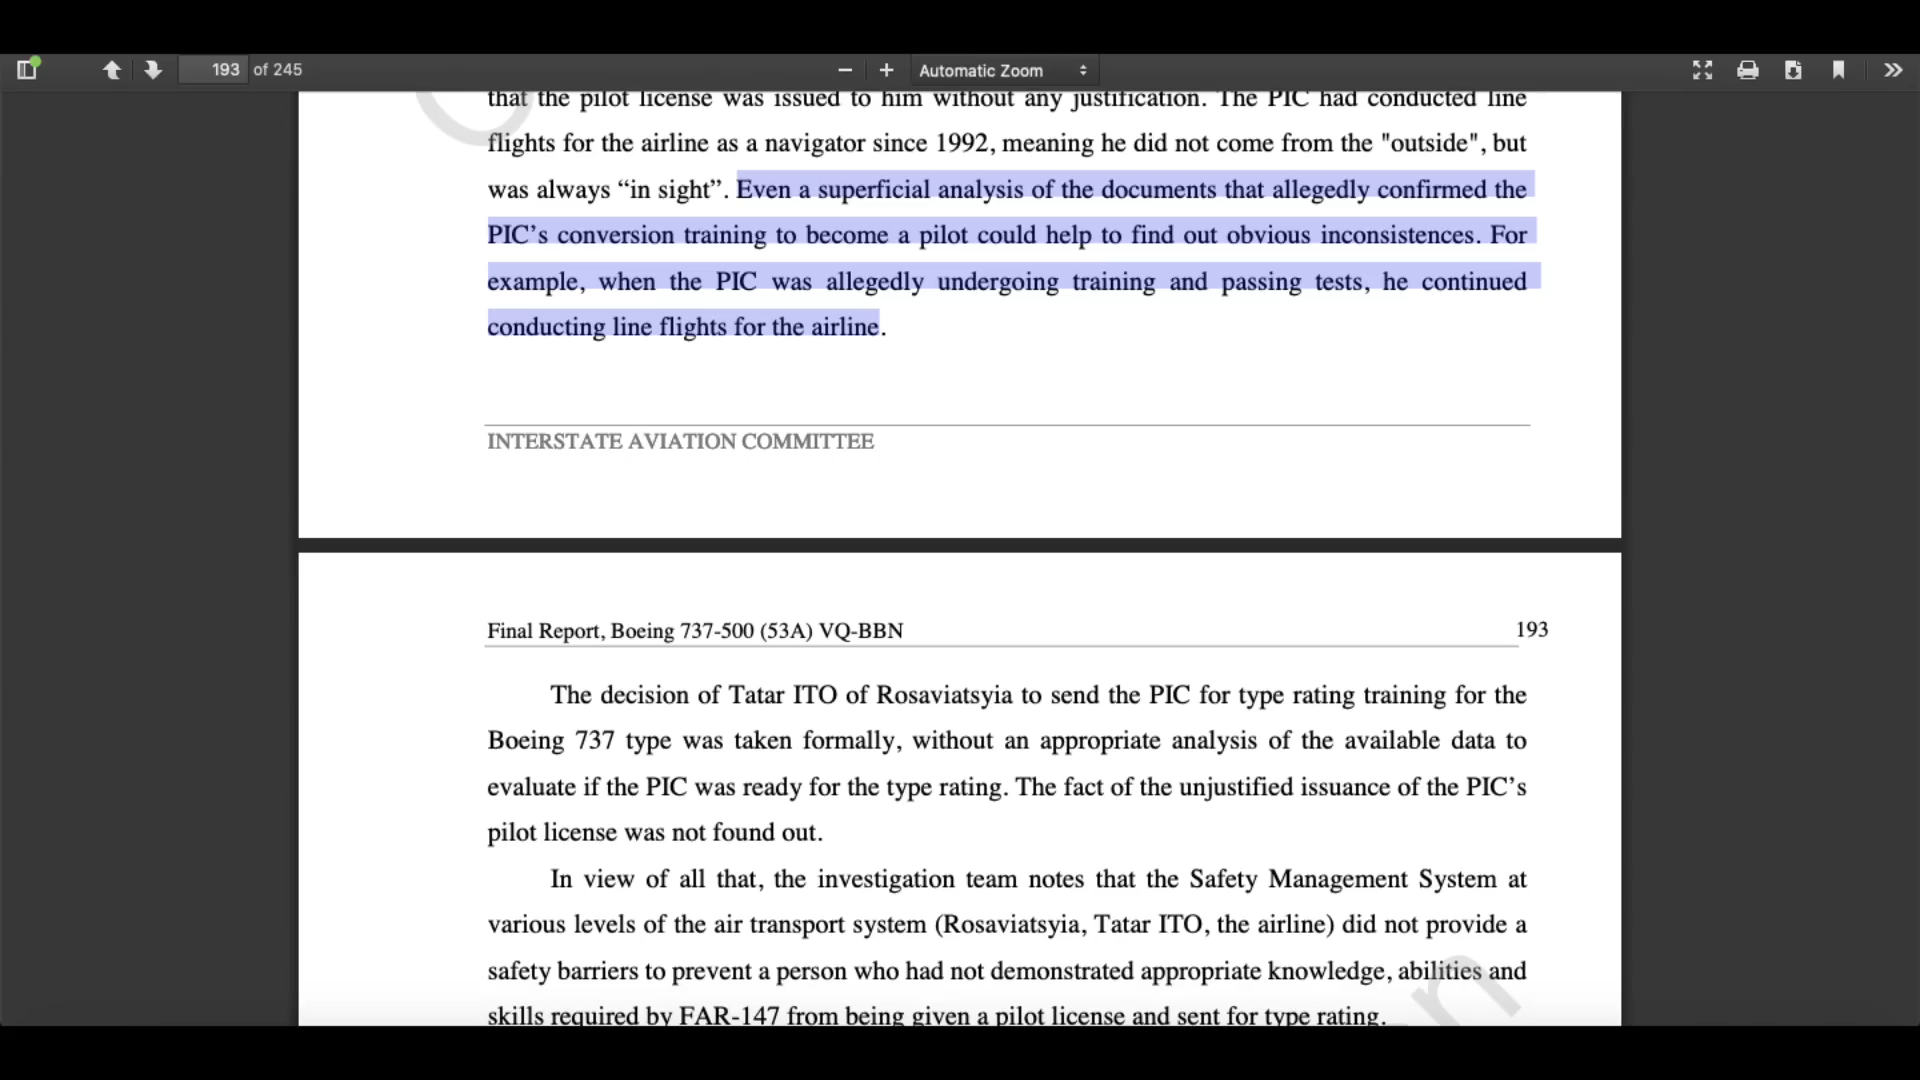 193 of 245
Automatic Zoom
that the pilot license was issued to him without any justification. The PIC had conducted line
flights for the airline as a navigator since 1992, meaning he did not come from the "outside", but
was always “in sight”. Even a superficial analysis of the documents that allegedly confirmed the
PIC’s conversion training to become a pilot could help to find out obvious inconsistences. For
example, when the PIC was allegedly undergoing training and passing tests, he continued
conducting line flights for the airline.
INTERSTATE AVIATION COMMITTEE
Final Report, Boeing 737-500 (53A) VQ-BBN 193
The decision of Tatar ITO of Rosaviatsyia to send the PIC for type rating training for the
Boeing 737 type was taken formally, without an appropriate analysis of the available data to
evaluate if the PIC was ready for the type rating. The fact of the unjustified issuance of the PIC’s
pilot license was not found out.
In view of all that, the investigation team notes that the Safety Management System at
various levels of the air transport system (Rosaviatsyia, Tatar ITO, the airline) did not provide a
safety barriers to prevent a person who had not demonstrated appropriate knowledge, abilities and
skills required by FAR-147 from being given a pilot license and sent for type rating.